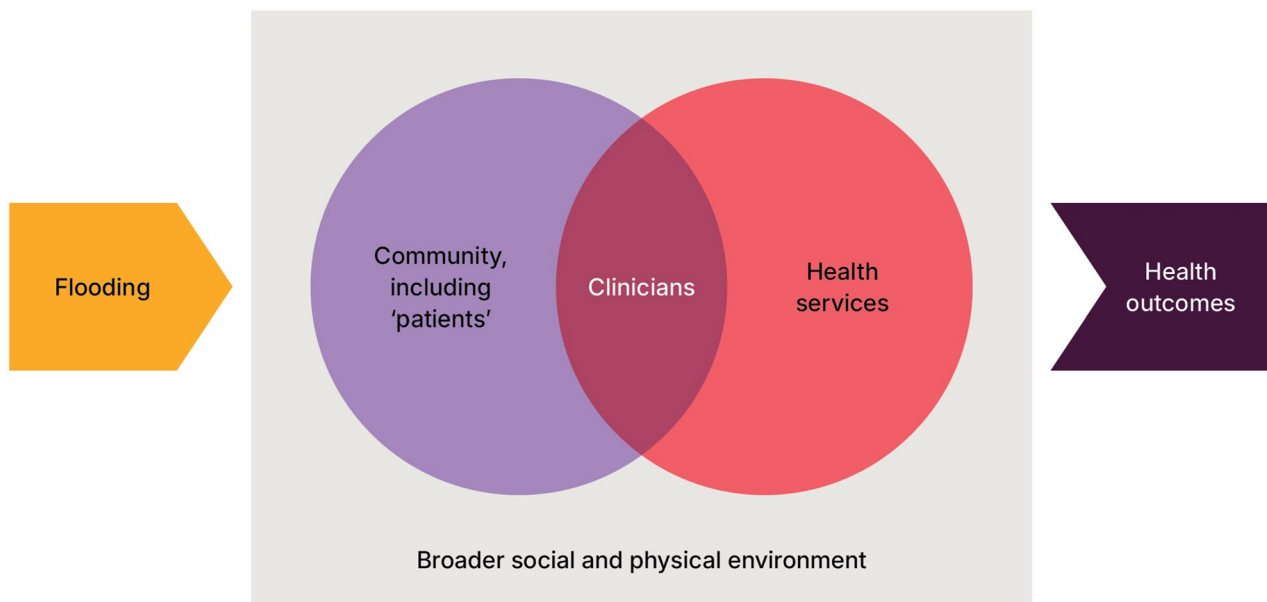 Flooding
Community,
including
‘patients’
Clinicians
Health
services
Health
outcomes
Broader social and physical environment